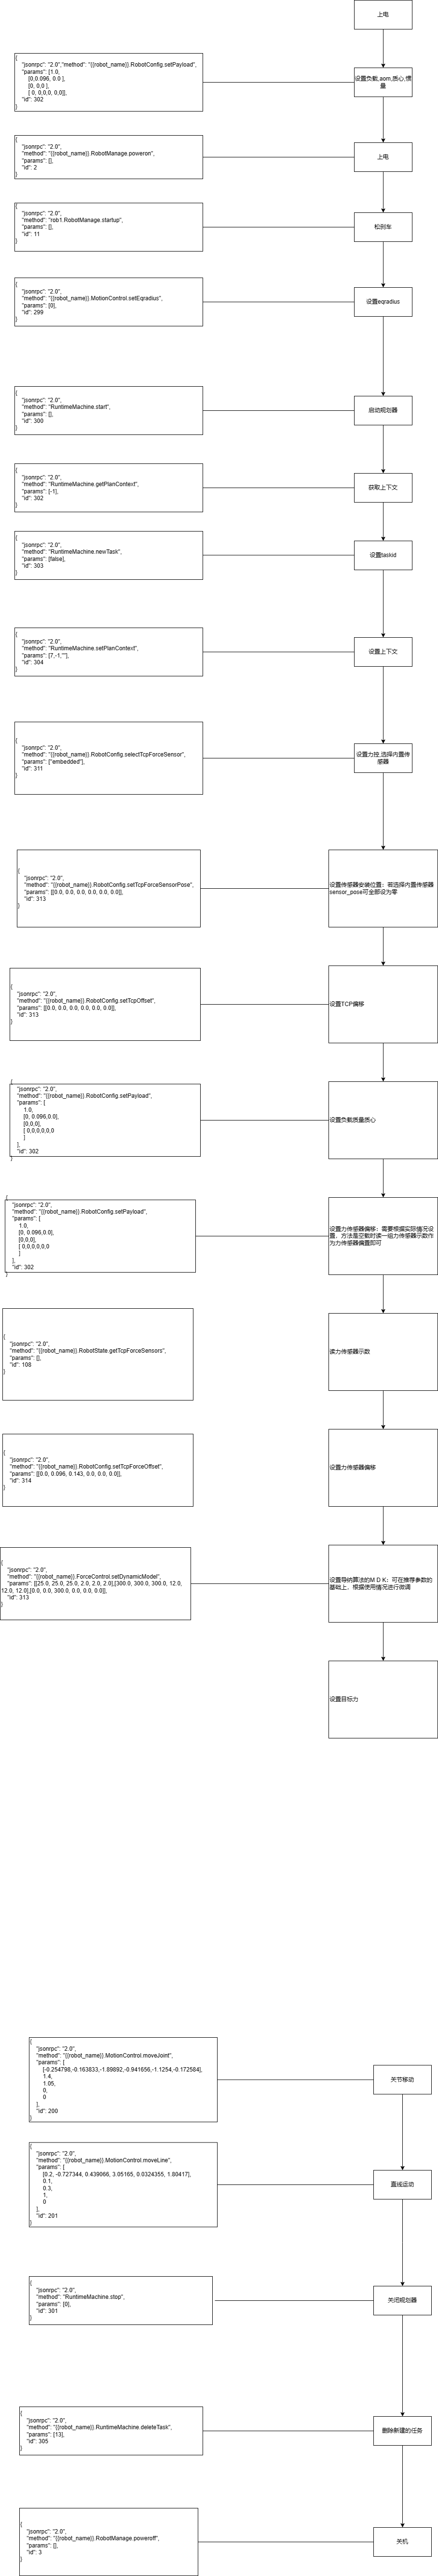 上电
{
"jsonrpc": "2.0","method": "{{robot_name}}.RobotConfig.setPayload",
"params": [1.0,
[0,0.096, 0.0 ],
[0, 0,0 ],
[ 0, 0,0,0, 0,0]],
"id": 302
}
设置负载,aom,质心,惯
量
{
"jsonrpc": "2.0",
"method": "{{robot_name}}.RobotManage.poweron",
"params": [],
"id": 2
}
上电
{
"jsonrpc": "2.0",
"method": "rob1.RobotManage.startup",
"params": [],
"id": 11
}
松刹车
{
"jsonrpc": "2.0",
"method": "{{robot_name}}.MotionControl.setEqradius",
"params": [0],
"id": 299
}
设置eqradius
{
"jsonrpc": "2.0",
"method": "RuntimeMachine.start",
"params": [],
"id": 300
}
启动规划器
{
"jsonrpc": "2.0",
"method": "RuntimeMachine.getPlanContext",
"params": [-1],
"id": 302
}
获取上下文
{
"jsonrpc": "2.0",
"method": "RuntimeMachine.newTask",
"params": [false],
"id": 303
}
设置taskid
{
"jsonrpc": "2.0",
"method": "RuntimeMachine.setPlanContext",
"params": [7,-1,""],
"id": 304
}
设置上下文
{
"jsonrpc": "2.0",
"method": "{{robot_name}}.RobotConfig.selectTcpForceSensor",
"params": ["embedded"],
"id": 311
}
设置力控,选择内置传
感器
{
"jsonrpc": "2.0",
"method": "{{robot_name}}.RobotConfig.setTcpForceSensorPose",
"params": [[0.0, 0.0, 0.0, 0.0, 0.0, 0.0]],
"id": 313
}
设置传感器安装位置：若选择内置传感器
sensor_pose可全部设为零
{
"jsonrpc": "2.0",
"method": "{{robot_name}}.RobotConfig.setTcpOffset",
"params": [[0.0, 0.0, 0.0, 0.0, 0.0, 0.0]],
"id": 313
}
设置TCP偏移
{
"jsonrpc": "2.0",
"method": "{{robot_name}}.RobotConfig.setPayload",
"params": [
1.0,
[0, 0.096,0.0],
[0,0,0],
[ 0,0,0,0,0,0
]
],
"id": 302
}
设置负载质量质心
{
"jsonrpc": "2.0",
"method": "{{robot_name}}.RobotConfig.setPayload",
"params": [
1.0,
[0, 0.096,0.0],
[0,0,0],
[ 0,0,0,0,0,0
]
],
"id": 302
}
设置力传感器偏移：需要根据实际情况设
置，方法是空载时读一组力传感器示数作
为力传感器偏置即可
{
"jsonrpc": "2.0",
"method": "{{robot_name}}.RobotState.getTcpForceSensors",
"params": [],
"id": 108
}
读力传感器示数
{
"jsonrpc": "2.0",
"method": "{{robot_name}}.RobotConfig.setTcpForceOffset",
"params": [[0.0, 0.096, 0.143, 0.0, 0.0, 0.0]],
"id": 314
}
设置力传感器偏移
{
"jsonrpc": "2.0",
"method": "{{robot_name}}.ForceControl.setDynamicModel",
"params": [[25.0, 25.0, 25.0, 2.0, 2.0, 2.0],[300.0, 300.0, 300.0, 12.0,
12.0, 12.0],[0.0, 0.0, 300.0, 0.0, 0.0, 0.0]],
"id": 313
}
设置导纳算法的M D K：可在推荐参数的
基础上，根据使用情况进行微调
设置目标力
{
"jsonrpc": "2.0",
"method": "{{robot_name}}.MotionControl.moveJoint",
"params": [
[-0.254798,-0.163833,-1.89892,-0.941656,-1.1254,-0.172584],
1.4,
1.05,
0,
0
],
"id": 200
}
关节移动
{
"jsonrpc": "2.0",
"method": "{{robot_name}}.MotionControl.moveLine",
"params": [
[0.2, -0.727344, 0.439066, 3.05165, 0.0324355, 1.80417],
0.1,
0.3,
1,
0
],
"id": 201
}
直线运动
{
"jsonrpc": "2.0",
"method": "RuntimeMachine.stop",
"params": [0],
"id": 301
}
关闭规划器
{
"jsonrpc": "2.0",
"method": "{{robot_name}}.RuntimeMachine.deleteTask",
"params": [13],
"id": 305
}
删除新建的任务
{
"jsonrpc": "2.0",
"method": "{{robot_name}}.RobotManage.poweroff",
"params": [],
"id": 3
}
关机